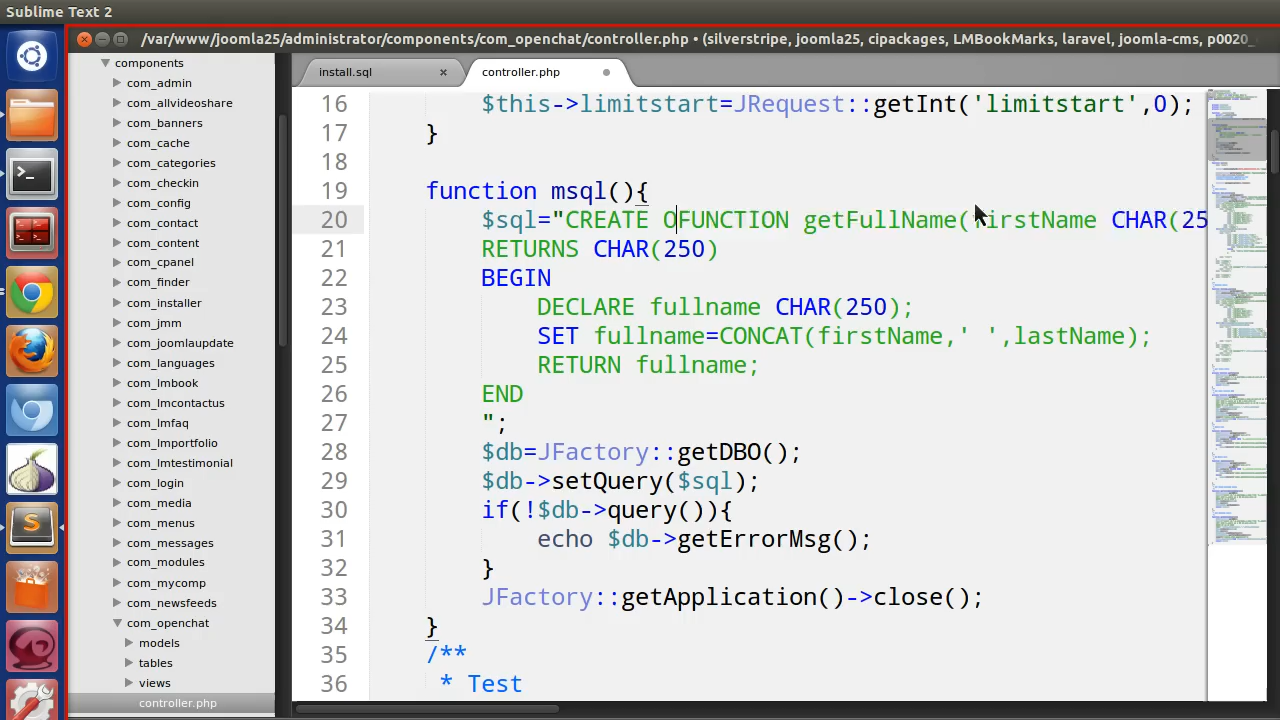 Sublime Text 2
/var/www/joomla25/administrator/components/com_openchat/controller.php • (silverstripe, joomla25, cipackages, LMBookMarks, laravel, joomla-cms, p0020_
components
com_admin
com_allvideoshare
com_banners
com_cache
com_categories
com_checkin
com_config
com_contact
com_content
com_cpanel
com_finder
com_installer
com_jmm
com_joomlaupdate
com_languages
com_lmbook
com_lmcontactus
com_lmfaq
com_lmportfolio
com_lmtestimonial
com_login
com_media
com_menus
com_messages
com_modules
com_mycomp
com_newsfeeds
com_openchat
models
tables
views
controller.php
install.sql × controller.php
16 $this->limitstart=JRequest::getInt('limitstart',0);
17 }
18
19 function msql(){
20 $sql="CREATE OFUNCTION getFullName(firstName CHAR(25
21 RETURNS CHAR(250)
22 BEGIN
23 DECLARE fullname CHAR(250);
24 SET fullname=CONCAT(firstName,' ',lastName);
25 RETURN fullname;
26 END
27 ";
28 $db=JFactory::getDBO();
29 $db->setQuery($sql);
30 if(!$db->query()){
31 echo $db->getErrorMsg();
32 }
33 JFactory::getApplication()->close();
34 }
35 /**
36 * Test